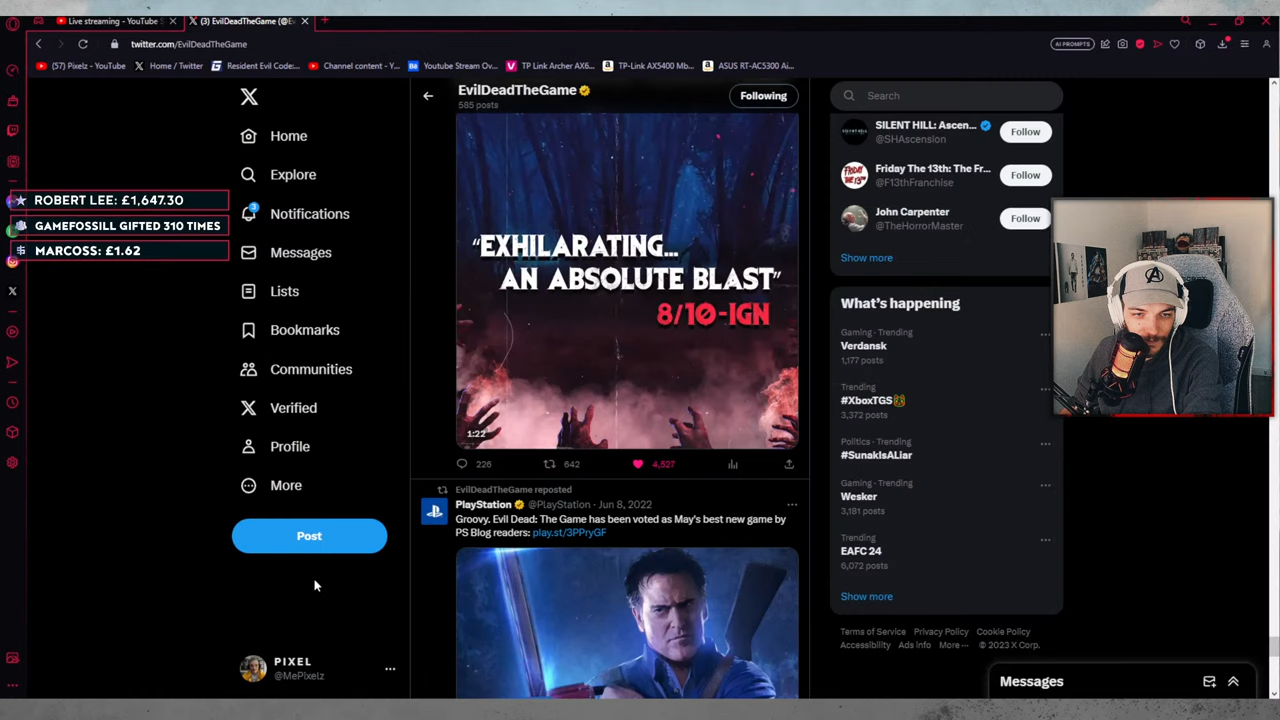 Live streaming - YouTube S
(3) EvilDeadTheGame (@E
twitter.com/EvilDeadTheGame
AI PROMPTS
(57) Pixelz - YouTube
Home / Twitter
Resident Evil Code:...
Channel content - Y...
Youtube Stream Ov...
TP Link Archer AX6...
TP-Link AX5400 Mb...
ASUS RT-AC5300 Ai...
ROBERT LEE: £1,647.30
GAMEFOSSILL GIFTED 310 TIMES
MARCOSS: £1.62
Home
Explore
3
Notifications
Messages
Lists
Bookmarks
Communities
Verified
Profile
More
Post
PIXEL
@MePixelz
EvilDeadTheGame
585 posts
Following
"EXHILARATING...
AN ABSOLUTE BLAST"
8/10-IGN
1:22
226
642
4,527
EvilDeadTheGame reposted
PlayStation @PlayStation · Jun 8, 2022
Groovy. Evil Dead: The Game has been voted as May's best new game by
PS Blog readers: play.st/3PPryGF
Search
SILENT HILL: Ascen...
@SHAscension
Follow
Friday The 13th: The Fr...
@F13thFranchise
Follow
John Carpenter
@TheHorrorMaster
Follow
Show more
What's happening
Gaming · Trending
Verdansk
1,177 posts
Trending
#XboxTGS
3,372 posts
Politics · Trending
#SunakIsALiar
Gaming · Trending
Wesker
3,181 posts
Trending
EAFC 24
6,072 posts
Show more
Terms of Service Privacy Policy Cookie Policy
Accessibility Ads info More··· © 2023 X Corp.
Messages